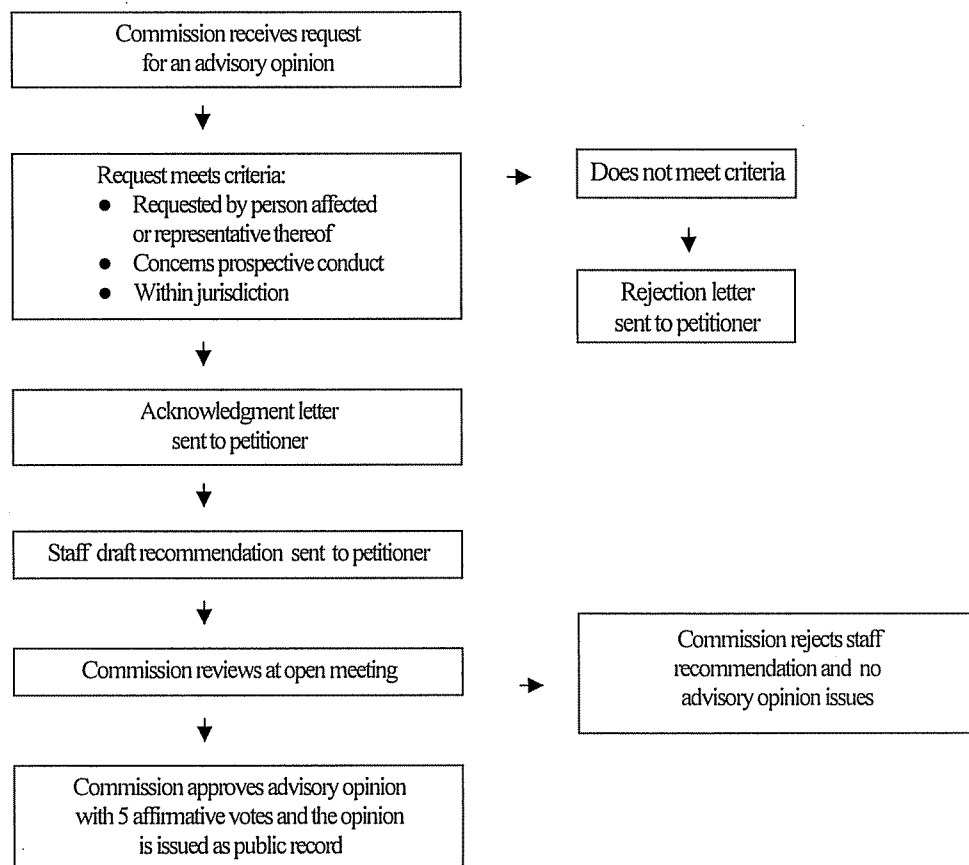 Commission receives request
for an advisory opinion
Request meets criteria:
● Requested by person affected
or representative thereof
● Concerns prospective conduct
● Within jurisdiction
Does not meet criteria
Rejection letter
sent to petitioner
Acknowledgment letter
sent to petitioner
Staff draft recommendation sent to petitioner
Commission reviews at open meeting
Commission rejects staff
recommendation and no
advisory opinion issues
Commission approves advisory opinion
with 5 affirmative votes and the opinion
is issued as public record